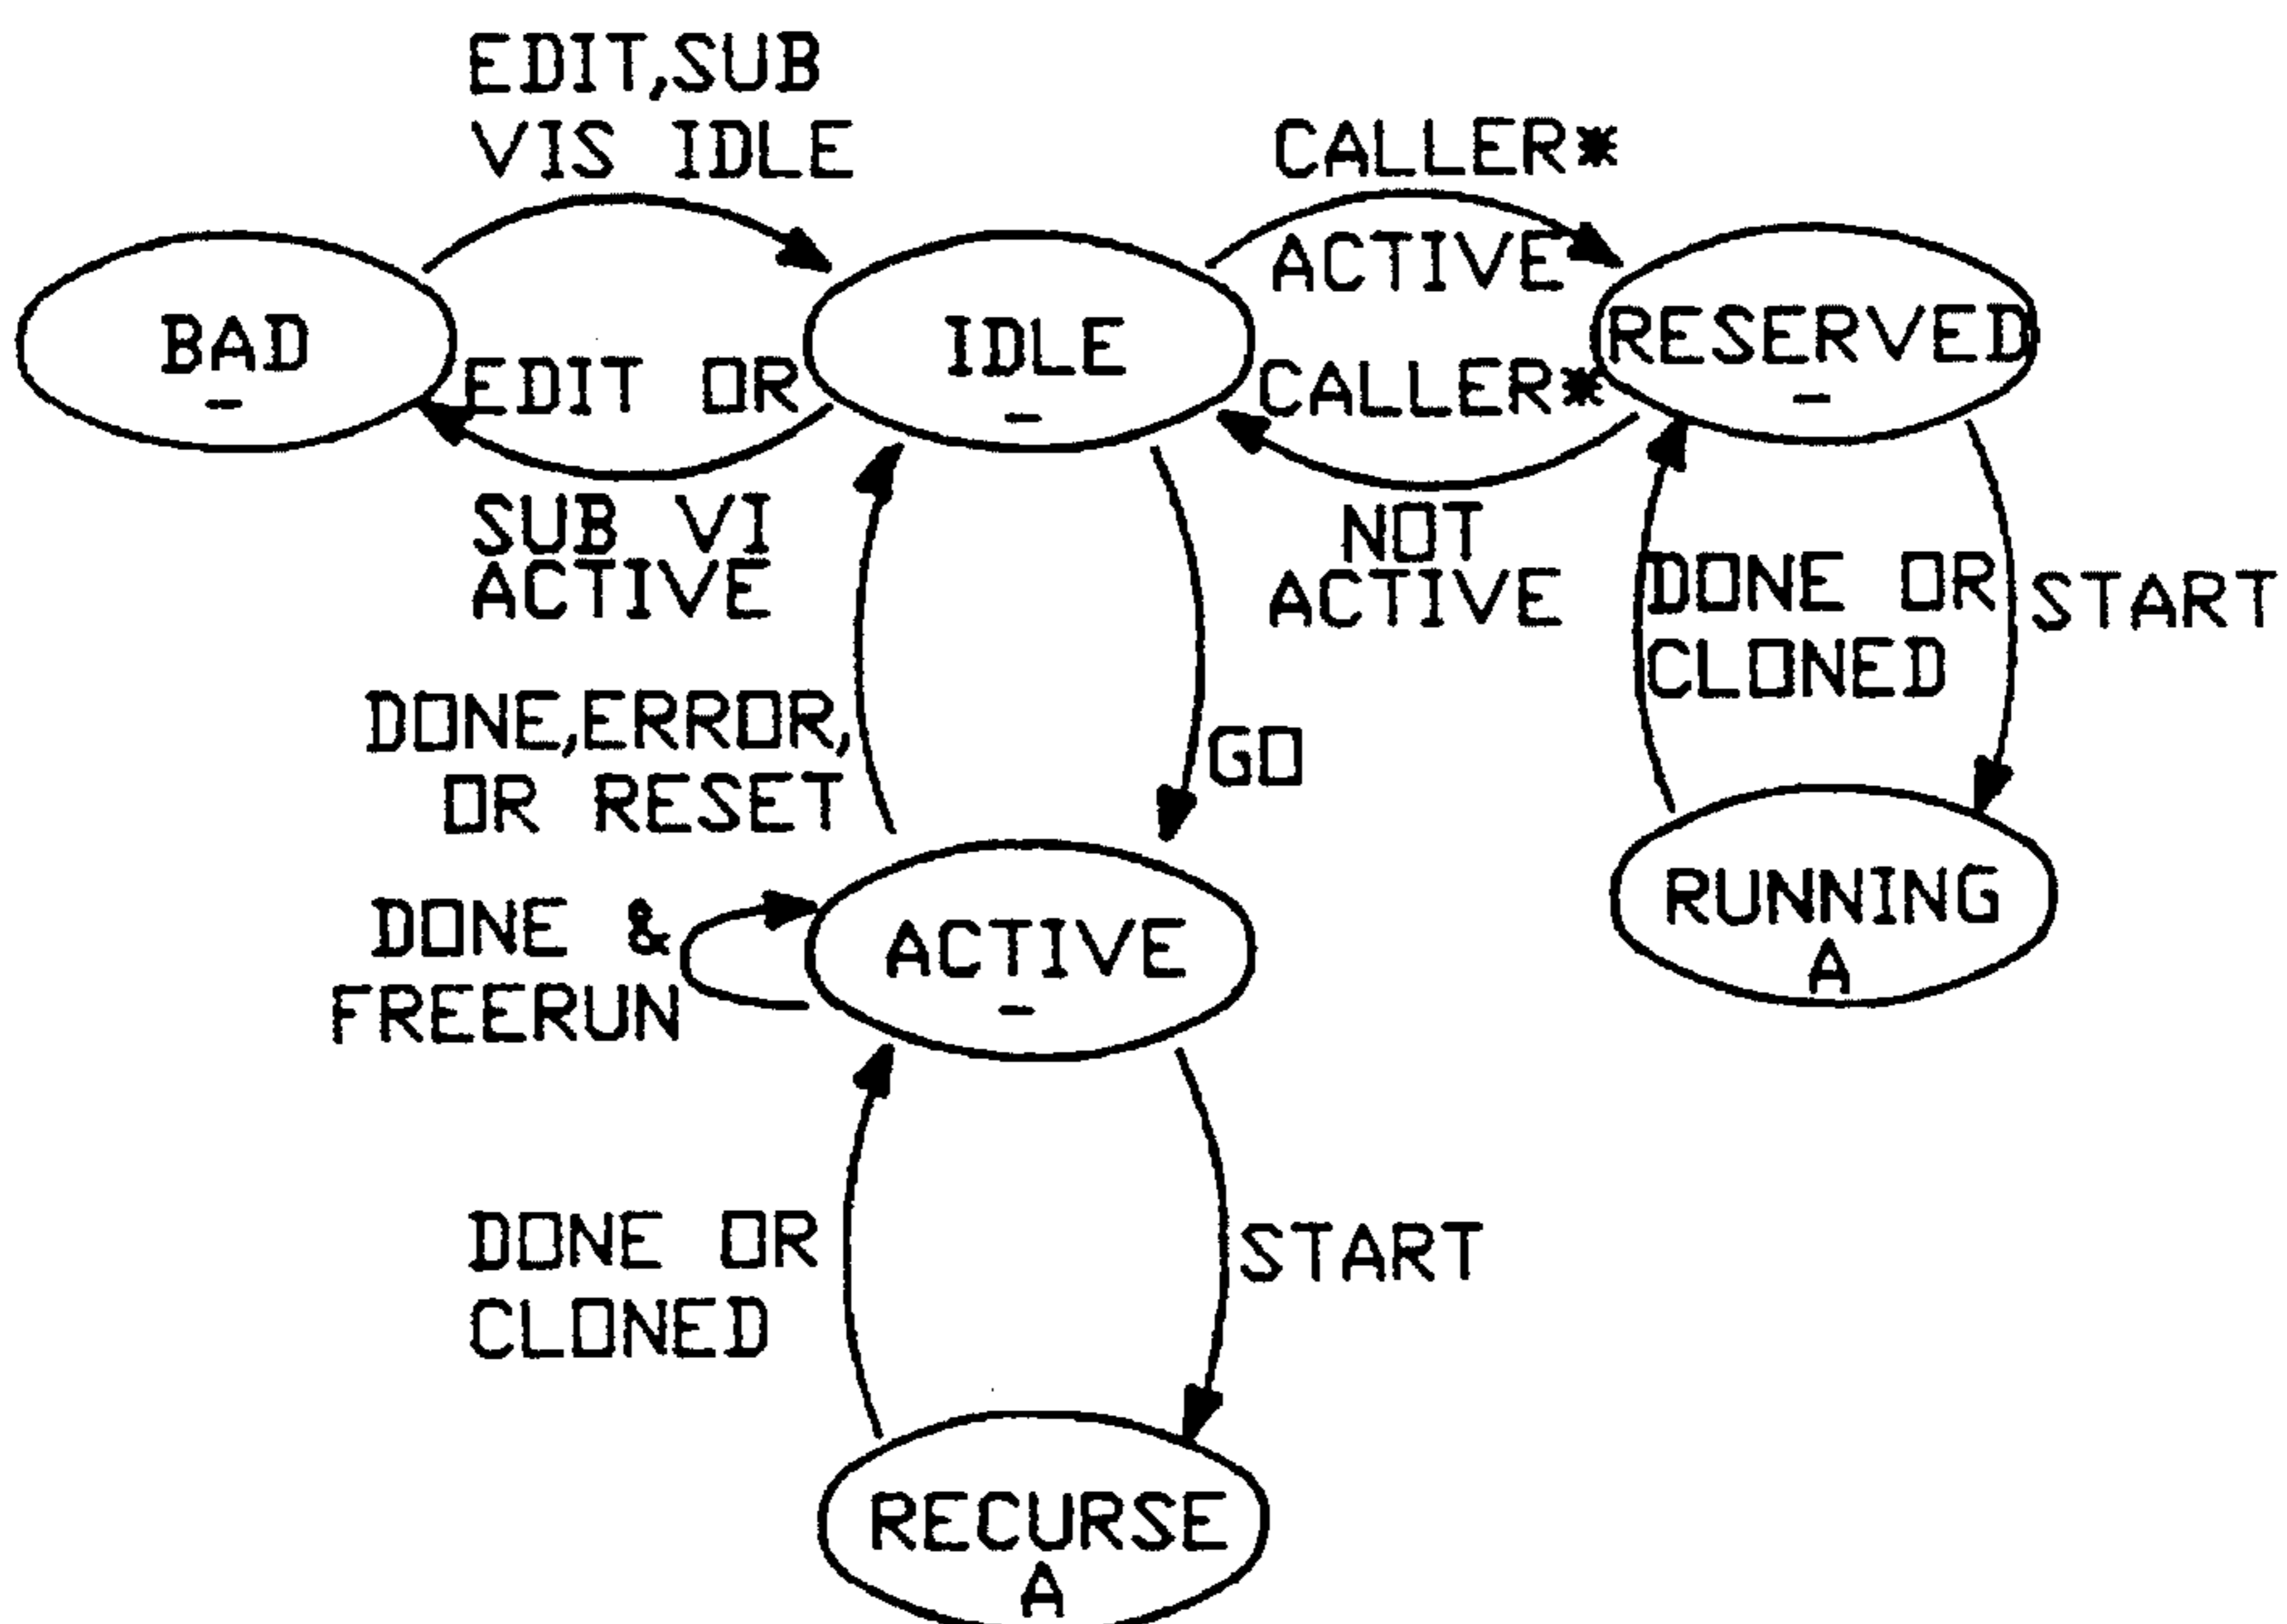 EDIT,SUB
VIS IDLE
CALLER*
ACTIVE
BAD
-
EDIT OR
SUB VI
ACTIVE
IDLE
-
CALLER*
NOT
ACTIVE
RESERVED
-
DONE OR
CLONED
START
DONE,ERROR,
OR RESET
GO
RUNNING
A
DONE &
FREERUN
ACTIVE
-
DONE OR
CLONED
START
RECURSE
A